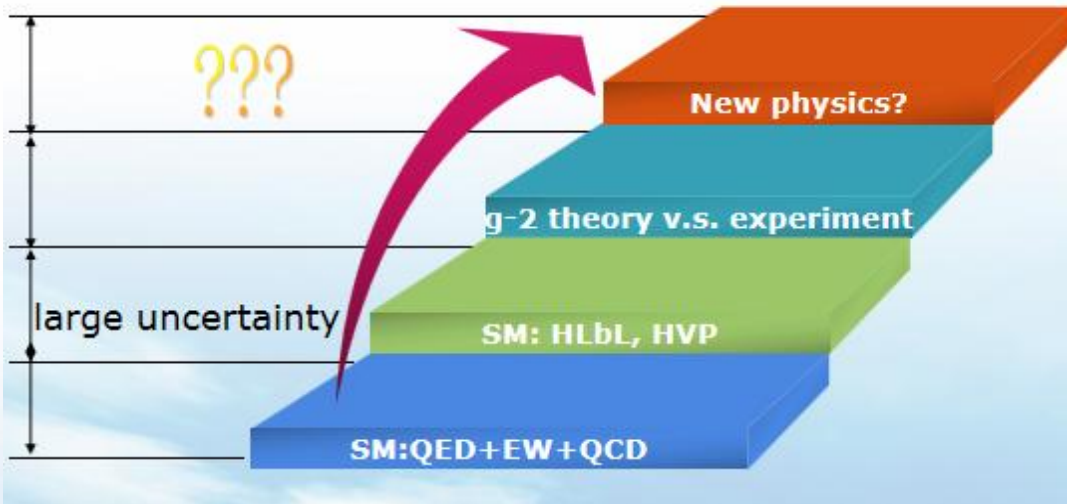 ???
New physics?
g-2 theory v.s. experiment
large uncertainty
SM: HLbL, HVP
SM:QED+EW+QCD